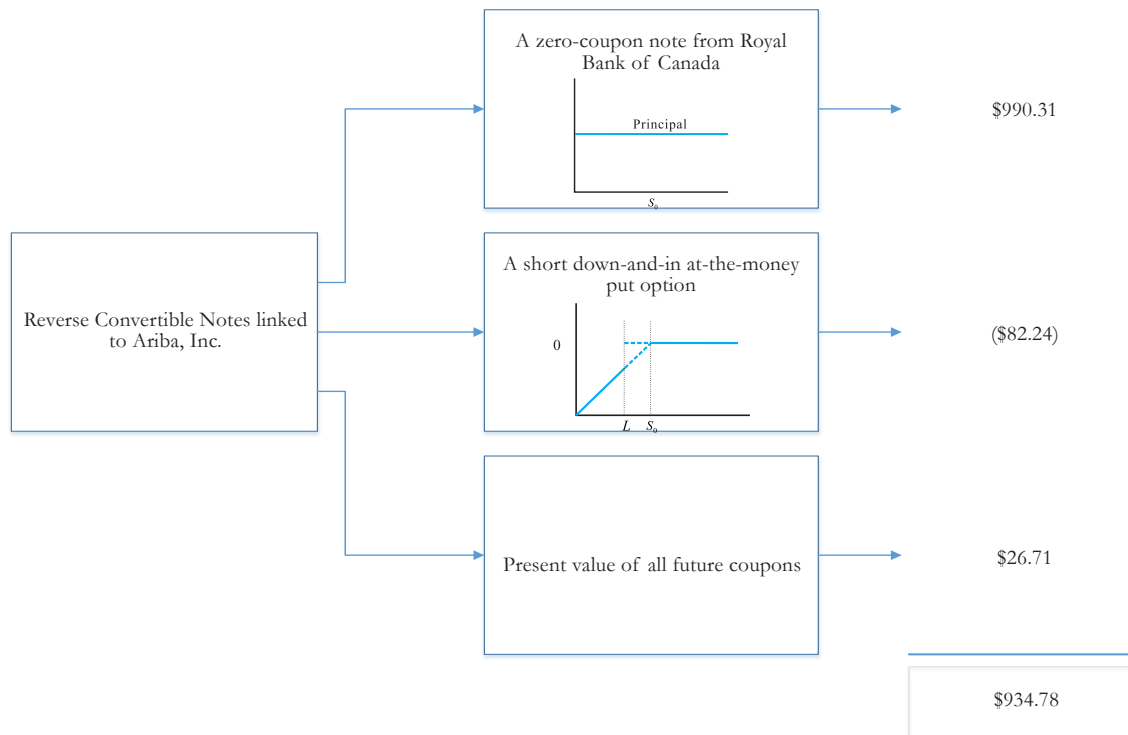 A zero-coupon note from Royal
Bank of Canada
Principal
S₀
$990.31
Reverse Convertible Notes linked
to Ariba, Inc.
A short down-and-in at-the-money
put option
0
L S₀
($82.24)
Present value of all future coupons
$26.71
$934.78